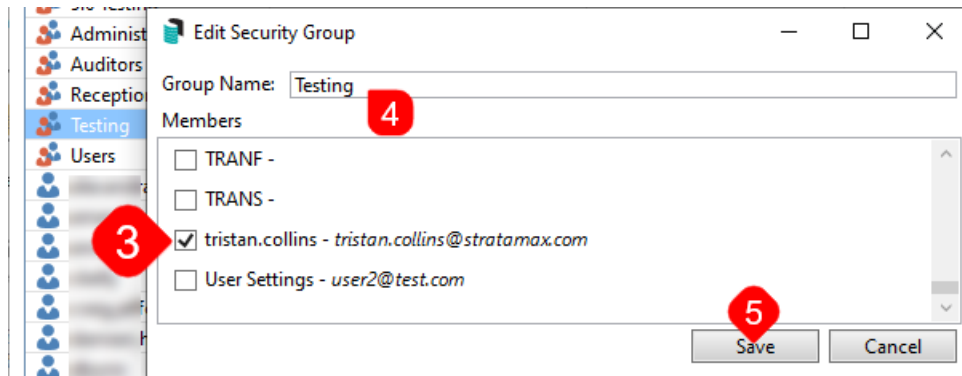 Administ
Auditors
Receptio
Testing
Users
Edit Security Group
Group Name: Testing
4
Members
TRANF -
TRANS -
3
tristan.collins - tristan.collins@stratamax.com
User Settings - user2@test.com
5
Save
Cancel